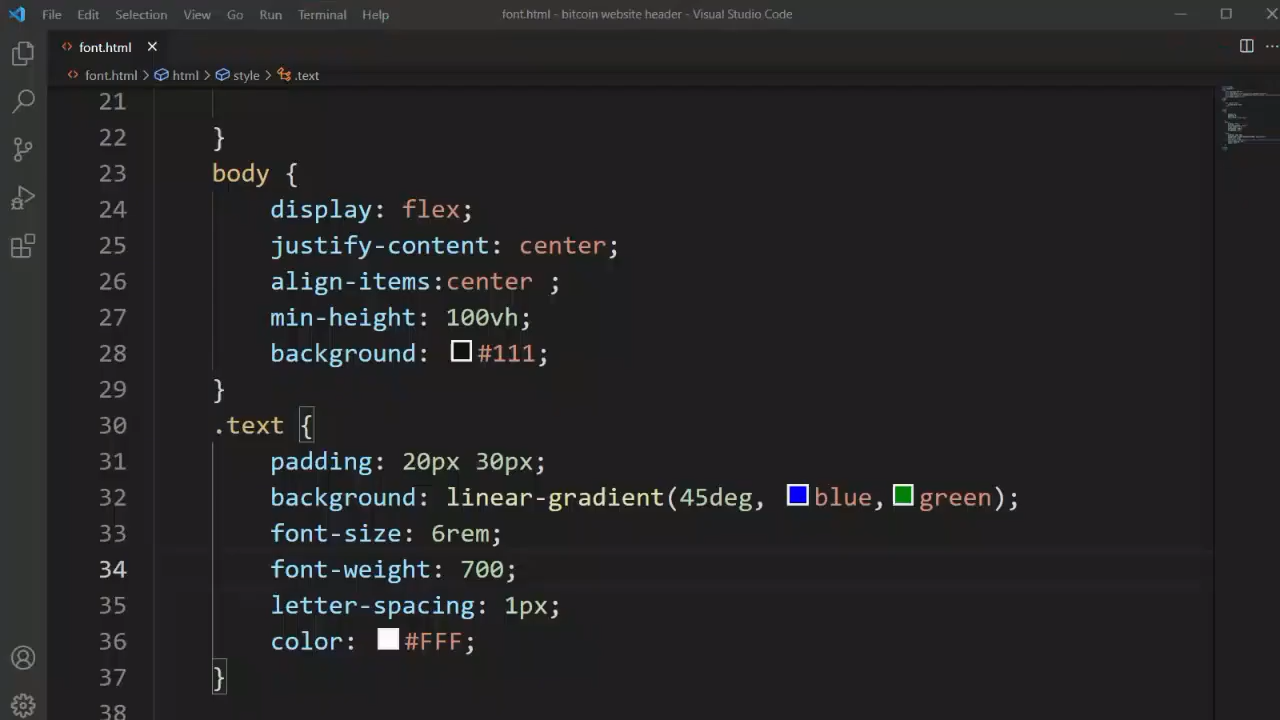 File Edit Selection View Go Run Terminal Help font.html - bitcoin website header - Visual Studio Code
font.html
font.html > html > style > .text
21
22 }
23 body {
24 display: flex;
25 justify-content: center;
26 align-items:center ;
27 min-height: 100vh;
28 background: #111;
29 }
30 .text {
31 padding: 20px 30px;
32 background: linear-gradient(45deg, blue,green);
33 font-size: 6rem;
34 font-weight: 700;
35 letter-spacing: 1px;
36 color: #FFF;
37 }
38